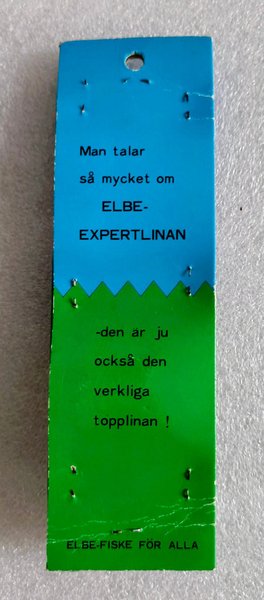 Man talar
så mycket om
ELBE-
EXPERTLINAN
-den är ju
också den
verkliga
topplinan !
ELBE-FISKE FÖR ALLA